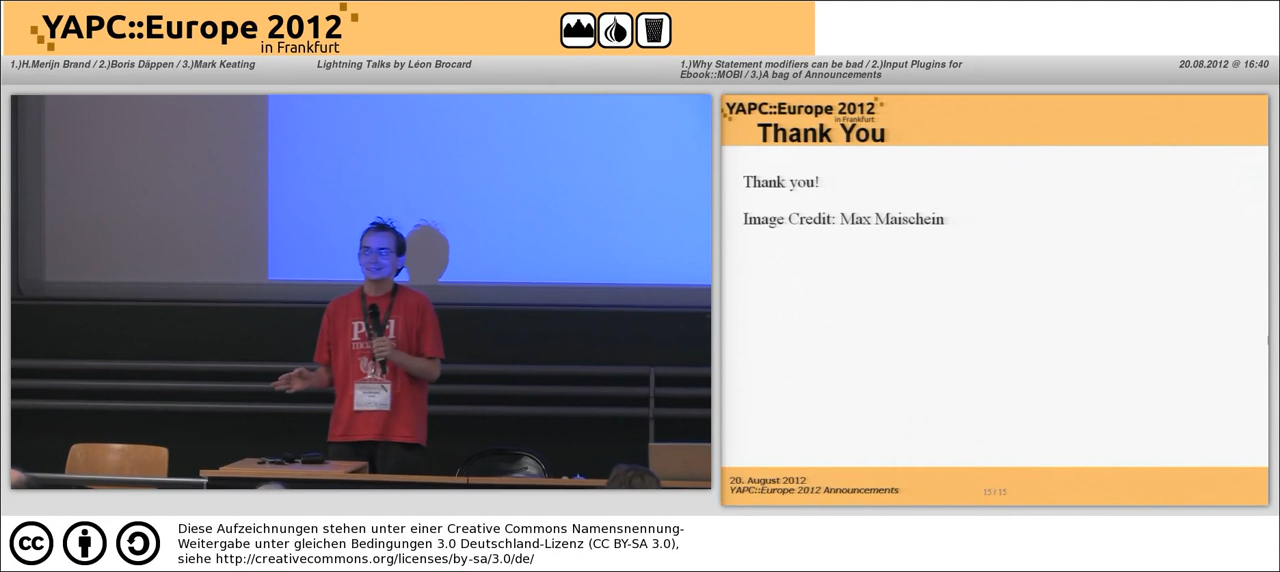 YAPC::Europe 2012
in Frankfurt
1.)H.Merijn Brand / 2.)Boris Däppen / 3.)Mark Keating
Lightning Talks by Léon Brocard
1.)Why Statement modifiers can be bad / 2.)Input Plugins for
Ebook::MOBI / 3.)A bag of Announcements
20.08.2012 @ 16:40
YAPC::Europe 2012
in Frankfurt
Thank You
Thank you!
Image Credit: Max Maischein
20. August 2012
YAPC::Europe 2012 Announcements
15 / 15
cc
Diese Aufzeichnungen stehen unter einer Creative Commons Namensnennung-
Weitergabe unter gleichen Bedingungen 3.0 Deutschland-Lizenz (CC BY-SA 3.0),
siehe http://creativecommons.org/licenses/by-sa/3.0/de/